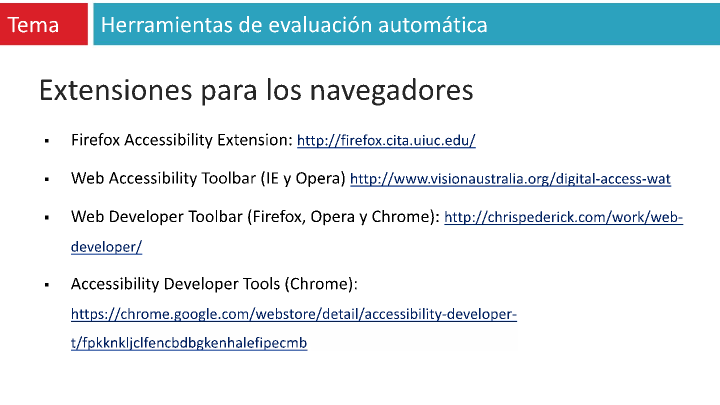 Tema
Herramientas de evaluación automática
Extensiones para los navegadores
▪ Firefox Accessibility Extension: http://firefox.cita.uiuc.edu/
▪ Web Accessibility Toolbar (IE y Opera) http://www.visionaustralia.org/digital-access-wat
▪ Web Developer Toolbar (Firefox, Opera y Chrome): http://chrispederick.com/work/web-
developer/
▪ Accessibility Developer Tools (Chrome):
https://chrome.google.com/webstore/detail/accessibility-developer-
t/fpkknkljclfencbdbgkenhalefipecmb